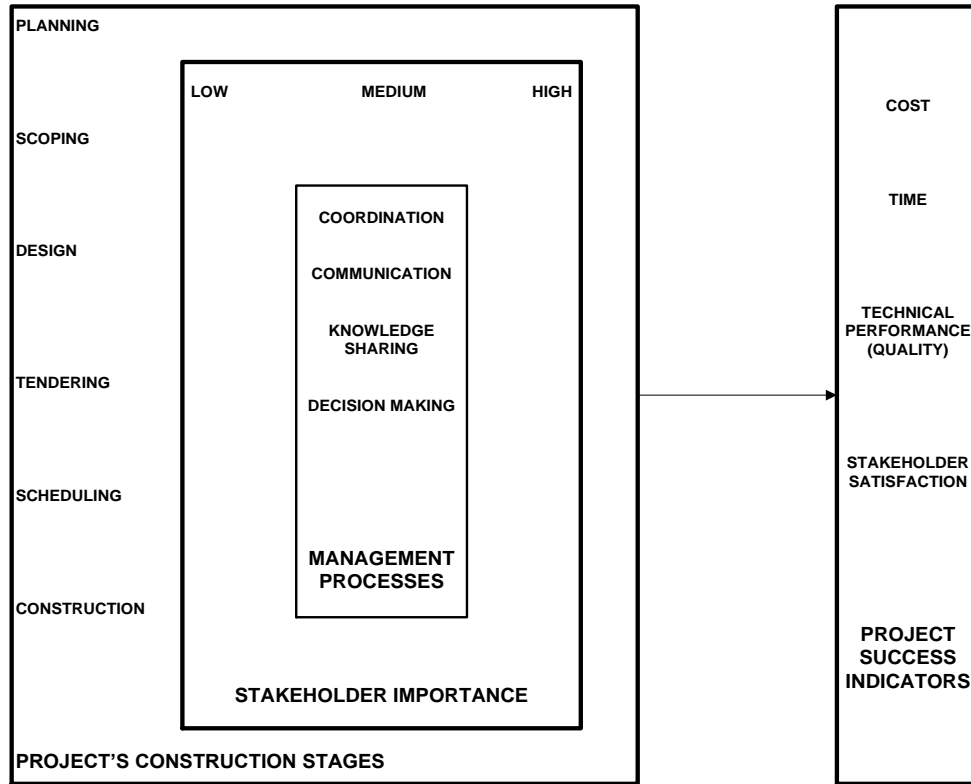 PLANNING
LOW MEDIUM HIGH
SCOPING
COORDINATION
DESIGN
COMMUNICATION
KNOWLEDGE
SHARING
TENDERING
DECISION MAKING
SCHEDULING
MANAGEMENT
PROCESSES
CONSTRUCTION
STAKEHOLDER IMPORTANCE
PROJECT'S CONSTRUCTION STAGES
COST
TIME
TECHNICAL
PERFORMANCE
(QUALITY)
STAKEHOLDER
SATISFACTION
PROJECT
SUCCESS
INDICATORS